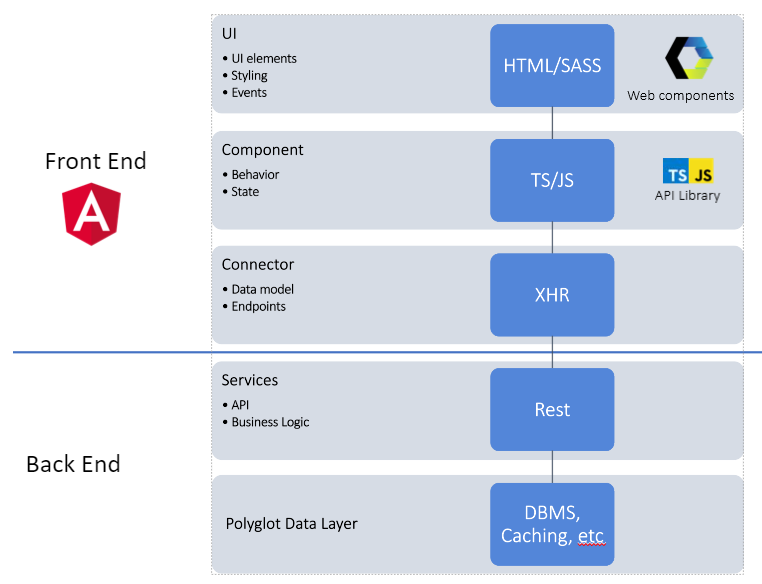 UI
• UI elements
• Styling
• Events
HTML/SASS
Web components
Front End
A
Component
• Behavior
• State
TS/JS
TS JS
API Library
Connector
• Data model
• Endpoints
XHR
Services
• API
• Business Logic
Rest
Back End
Polyglot Data Layer
DBMS,
Caching, etc